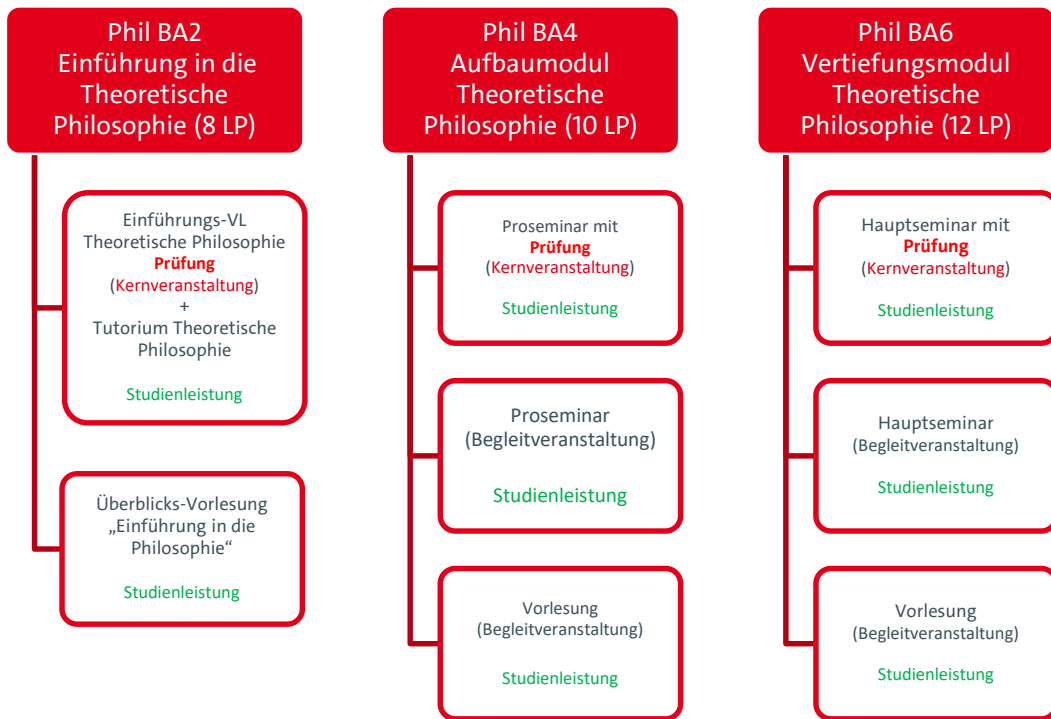 Phil BA2
Einführung in die
Theoretische
Philosophie (8 LP)
Einführungs-VL
Theoretische Philosophie
Prüfung
(Kernveranstaltung)
+
Tutorium Theoretische
Philosophie
Studienleistung
Überblicks-Vorlesung
„Einführung in die
Philosophie“
Studienleistung
Phil BA4
Aufbaumodul
Theoretische
Philosophie (10 LP)
Proseminar mit
Prüfung
(Kernveranstaltung)
Studienleistung
Proseminar
(Begleitveranstaltung)
Studienleistung
Vorlesung
(Begleitveranstaltung)
Studienleistung
Phil BA6
Vertiefungsmodul
Theoretische
Philosophie (12 LP)
Hauptseminar mit
Prüfung
(Kernveranstaltung)
Studienleistung
Hauptseminar
(Begleitveranstaltung)
Studienleistung
Vorlesung
(Begleitveranstaltung)
Studienleistung